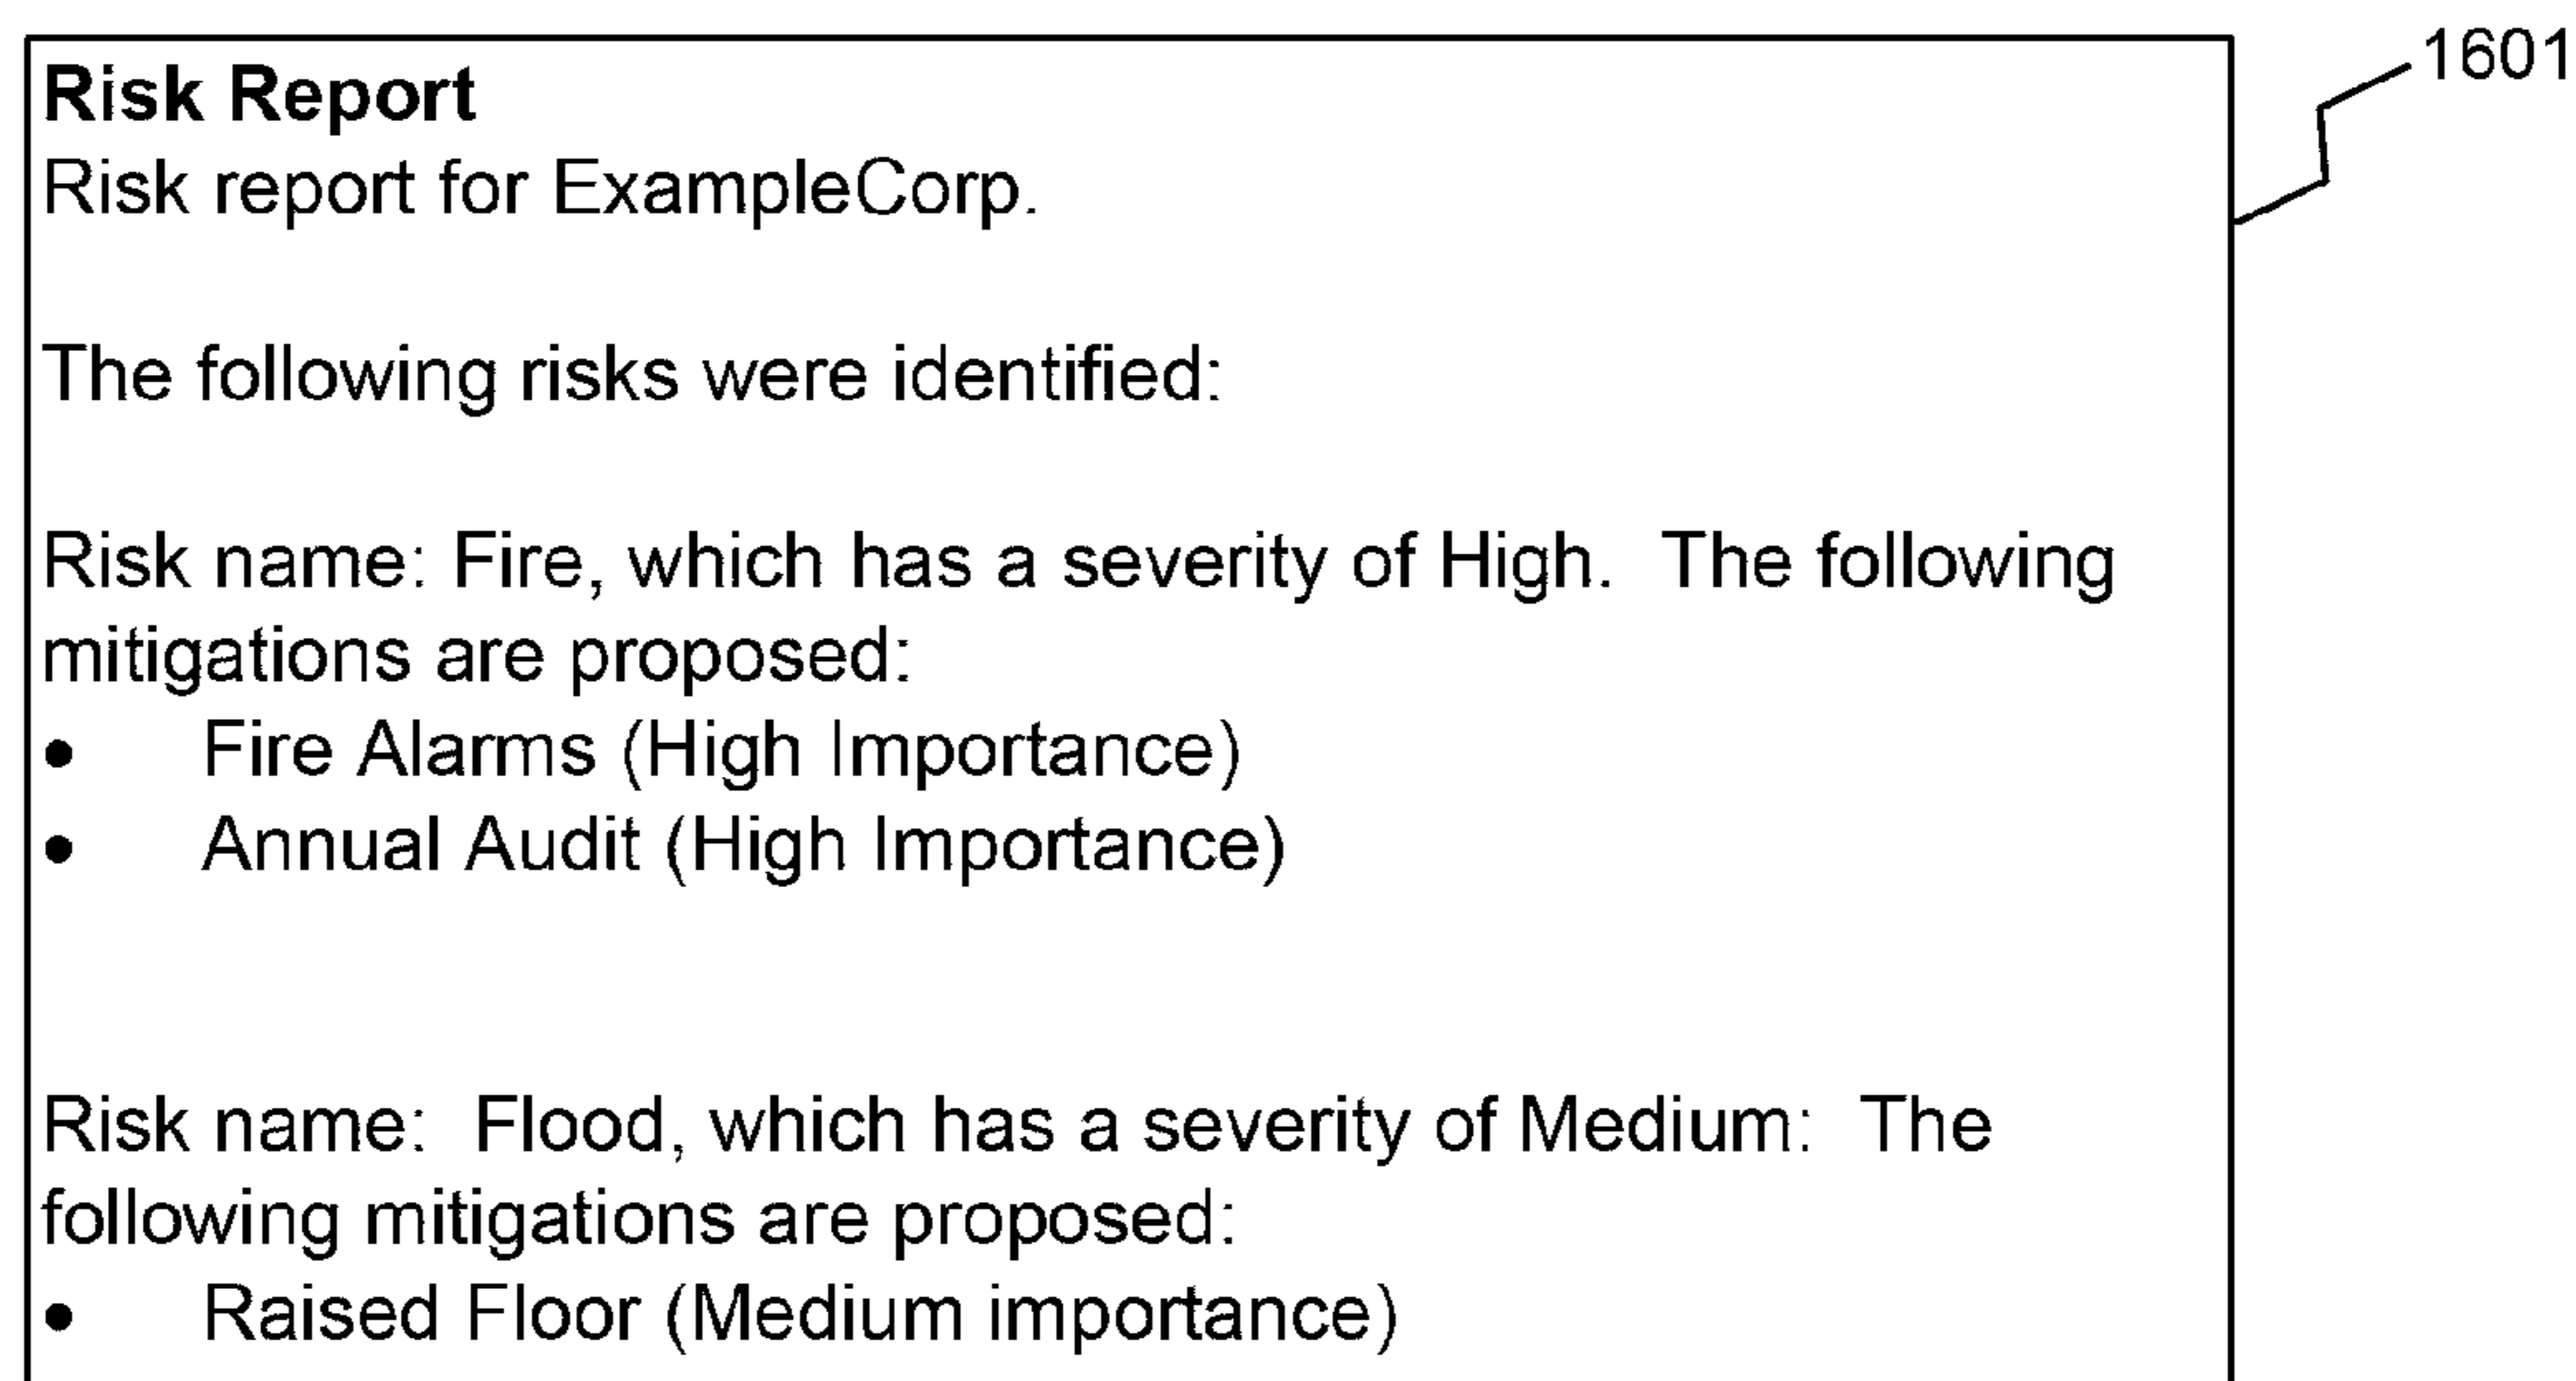 Risk Report
1601
Risk report for ExampleCorp.
The following risks were identified:
Risk name: Fire, which has a severity of High.  The following
mitigations are proposed:
•	Fire Alarms (High Importance)
•	Annual Audit (High Importance)
Risk name:  Flood, which has a severity of Medium:  The
following mitigations are proposed:
•	Raised Floor (Medium importance)